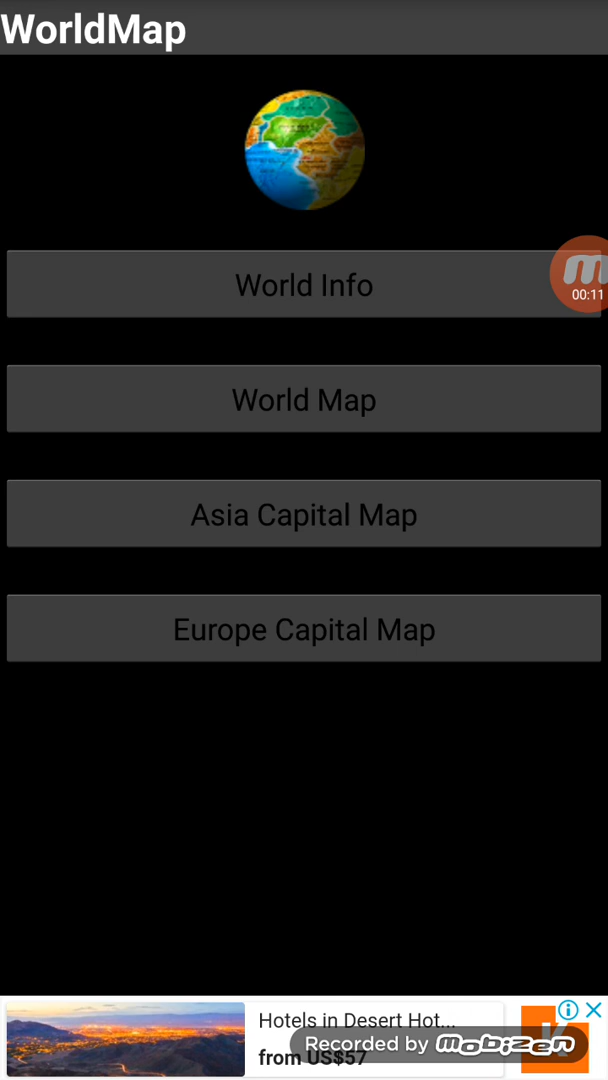 WorldMap
World Info
00:11
World Map
Asia Capital Map
Europe Capital Map
Hotels in Desert Hot...
from US$57
Recorded by mobizen